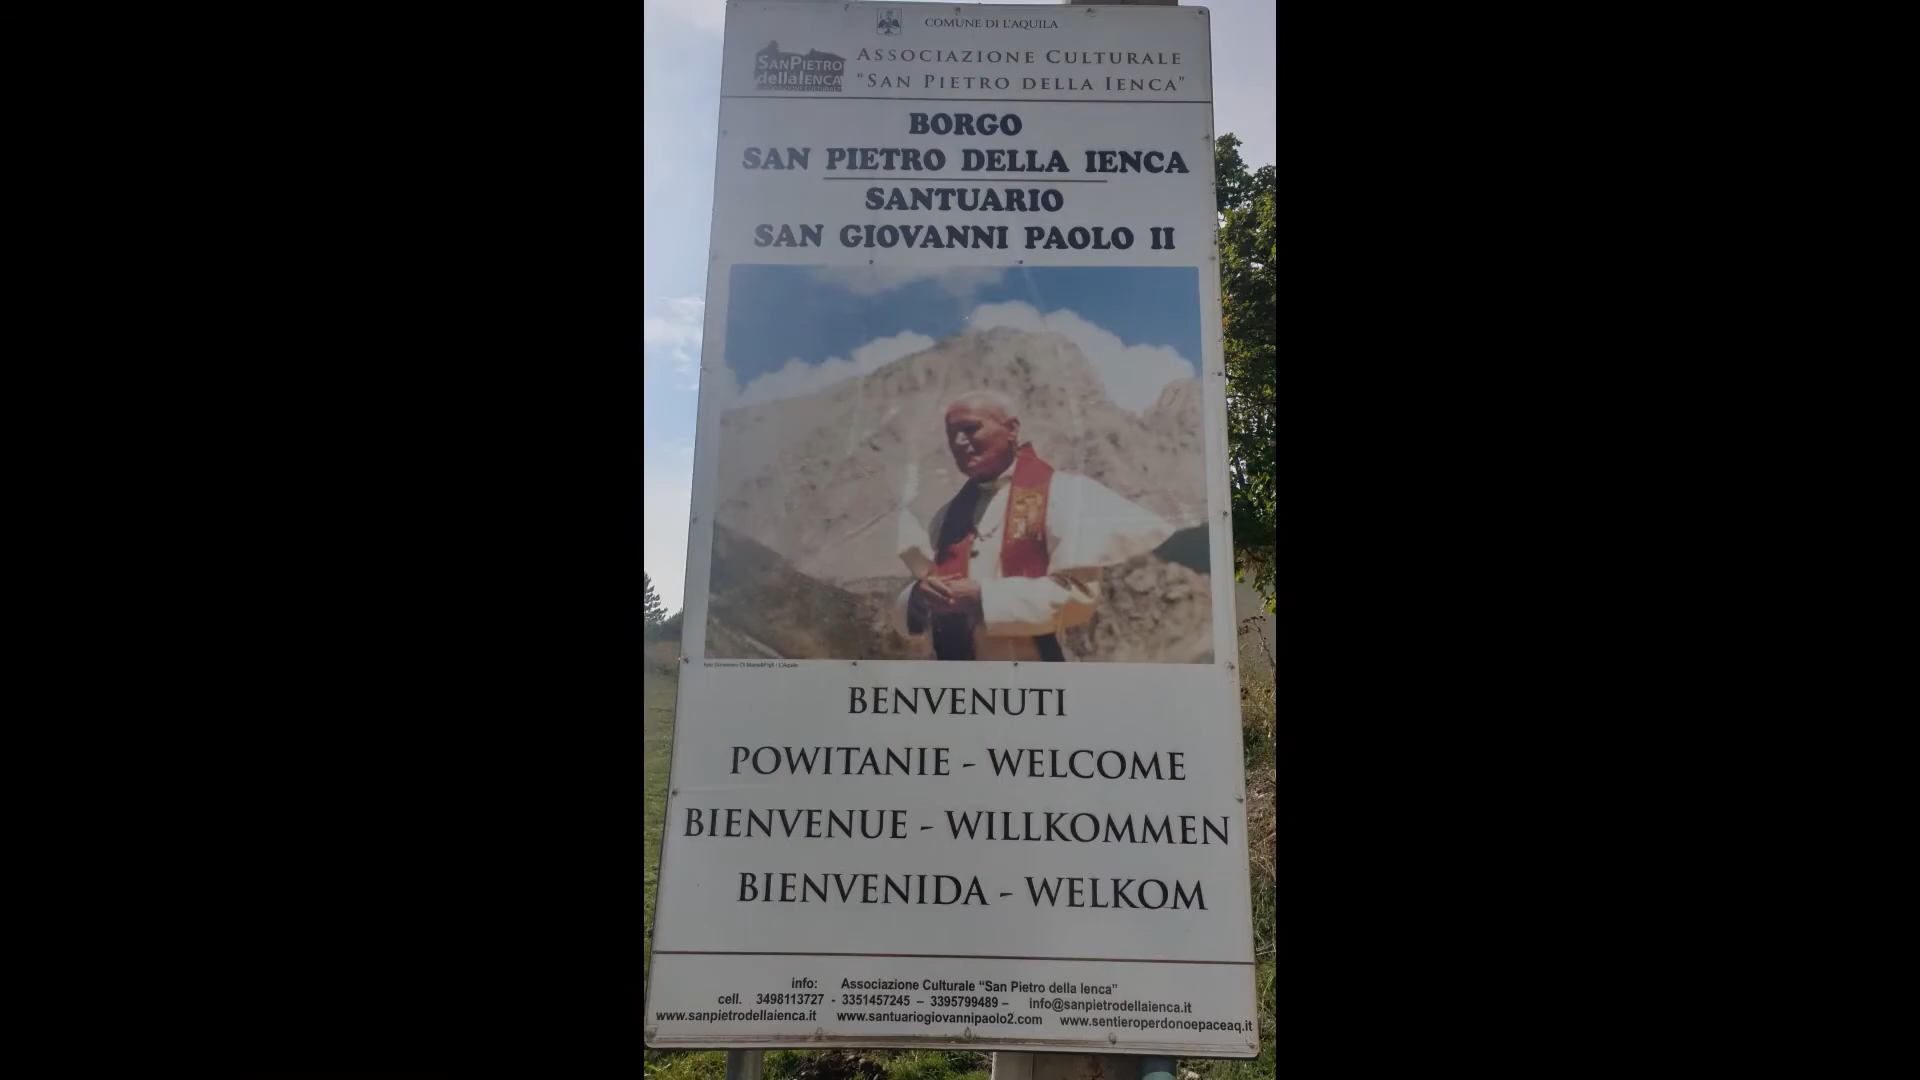 COMUNE DI L'AQUILA
SANPIETRO
dellaIENCA
ASSOCIAZIONE CULTURALE
"SAN PIETRO DELLA IENCA"
BORGO
SAN PIETRO DELLA IENCA
SANTUARIO
SAN GIOVANNI PAOLO II
BENVENUTI
POWITANIE - WELCOME
BIENVENUE - WILLKOMMEN
BIENVENIDA - WELKOM
info: Associazione Culturale "San Pietro della Ienca"
cell. 3498113727 - 3351457245 – 3395799489 – info@sanpietrodellaienca.it
www.sanpietrodellaienca.it www.santuariogiovannipaolo2.com www.sentieroperdonoepaceaq.it